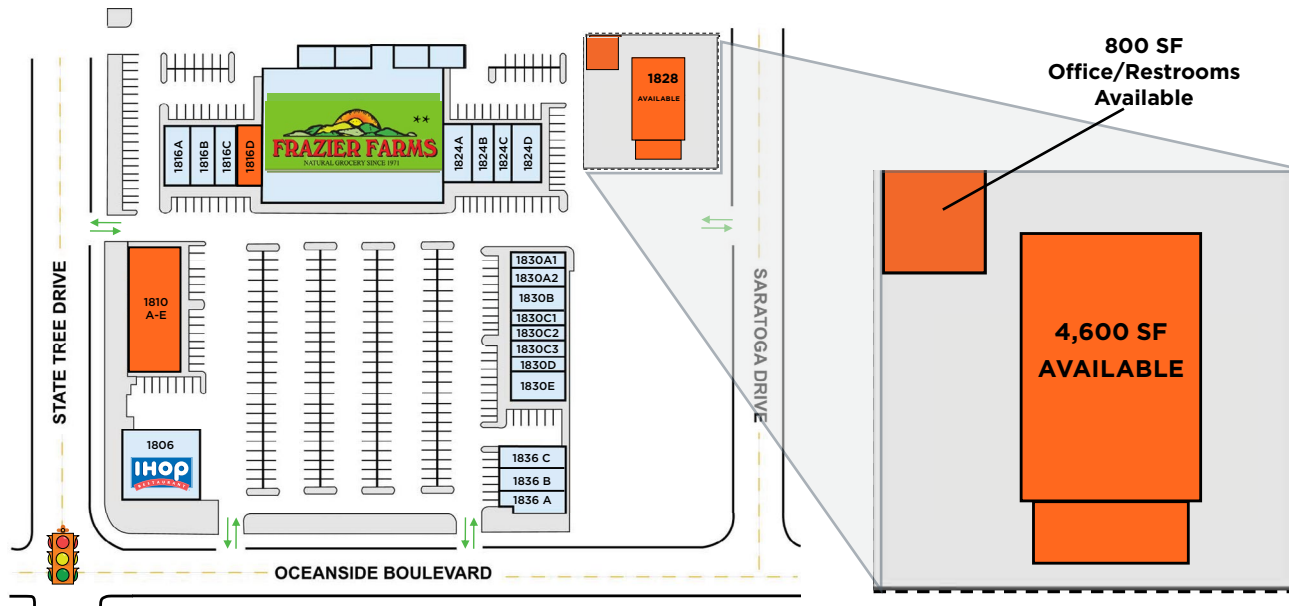 800 SF
Office/Restrooms
Available
1828
AVAILABLE
**
FRAZIER FARMS
NATURAL GROCERY SINCE 1971
1816A
1816B
1816C
1816D
1824A
1824B
1824C
1824D
4,600 SF
AVAILABLE
1810
A-E
1830A1
1830A2
1830B
1830C1
1830C2
1830C3
1830D
1830E
STATE TREE DRIVE
SARATOGA DRIVE
1806
IHOP
RESTAURANT
1836 C
1836 B
1836 A
OCEANSIDE BOULEVARD